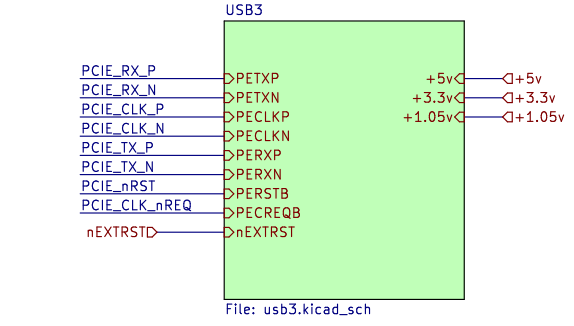 USB3
PCIE_RX_P PETXP +5v +5v
PCIE_RX_N PETXN +3.3v +3.3v
PCIE_CLK_P PECLKP +1.05v +1.05v
PCIE_CLK_N PECLKN
PCIE_TX_P PERXP
PCIE_TX_N PERXN
PCIE_nRST PERSTB
PCIE_CLK_nREQ PECREQB
nEXTRST nEXTRST
File: usb3.kicad_sch